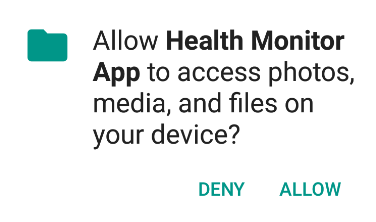 Allow Health Monitor
App to access photos,
media, and files on
your device?
DENY ALLOW